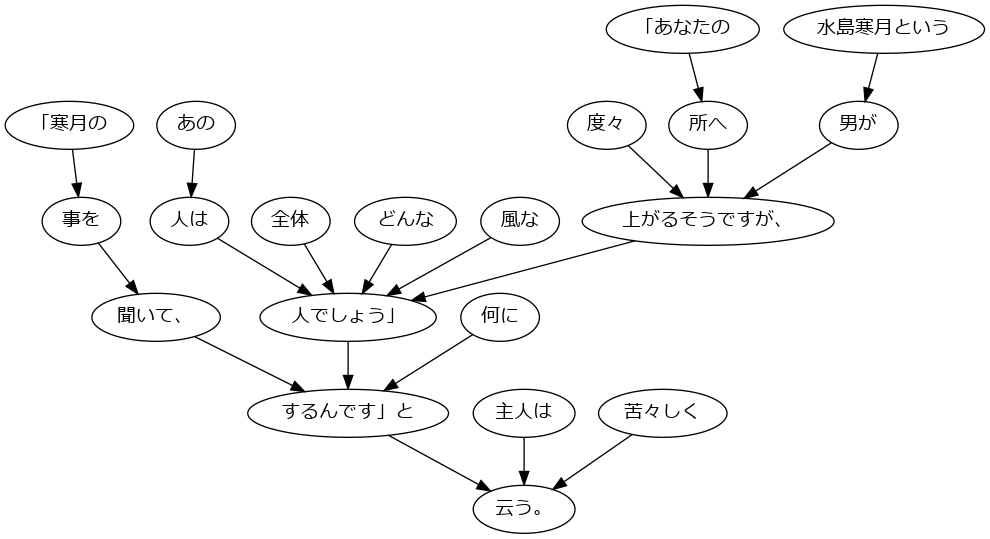 「あなたの
水島寒月という
「寒月の
あの
度々
所へ
男が
事を
人は
全体
どんな
風な
上がるそうですが、
聞いて、
人でしょう」
何に
するんです」と
主人は
苦々しく
云う。